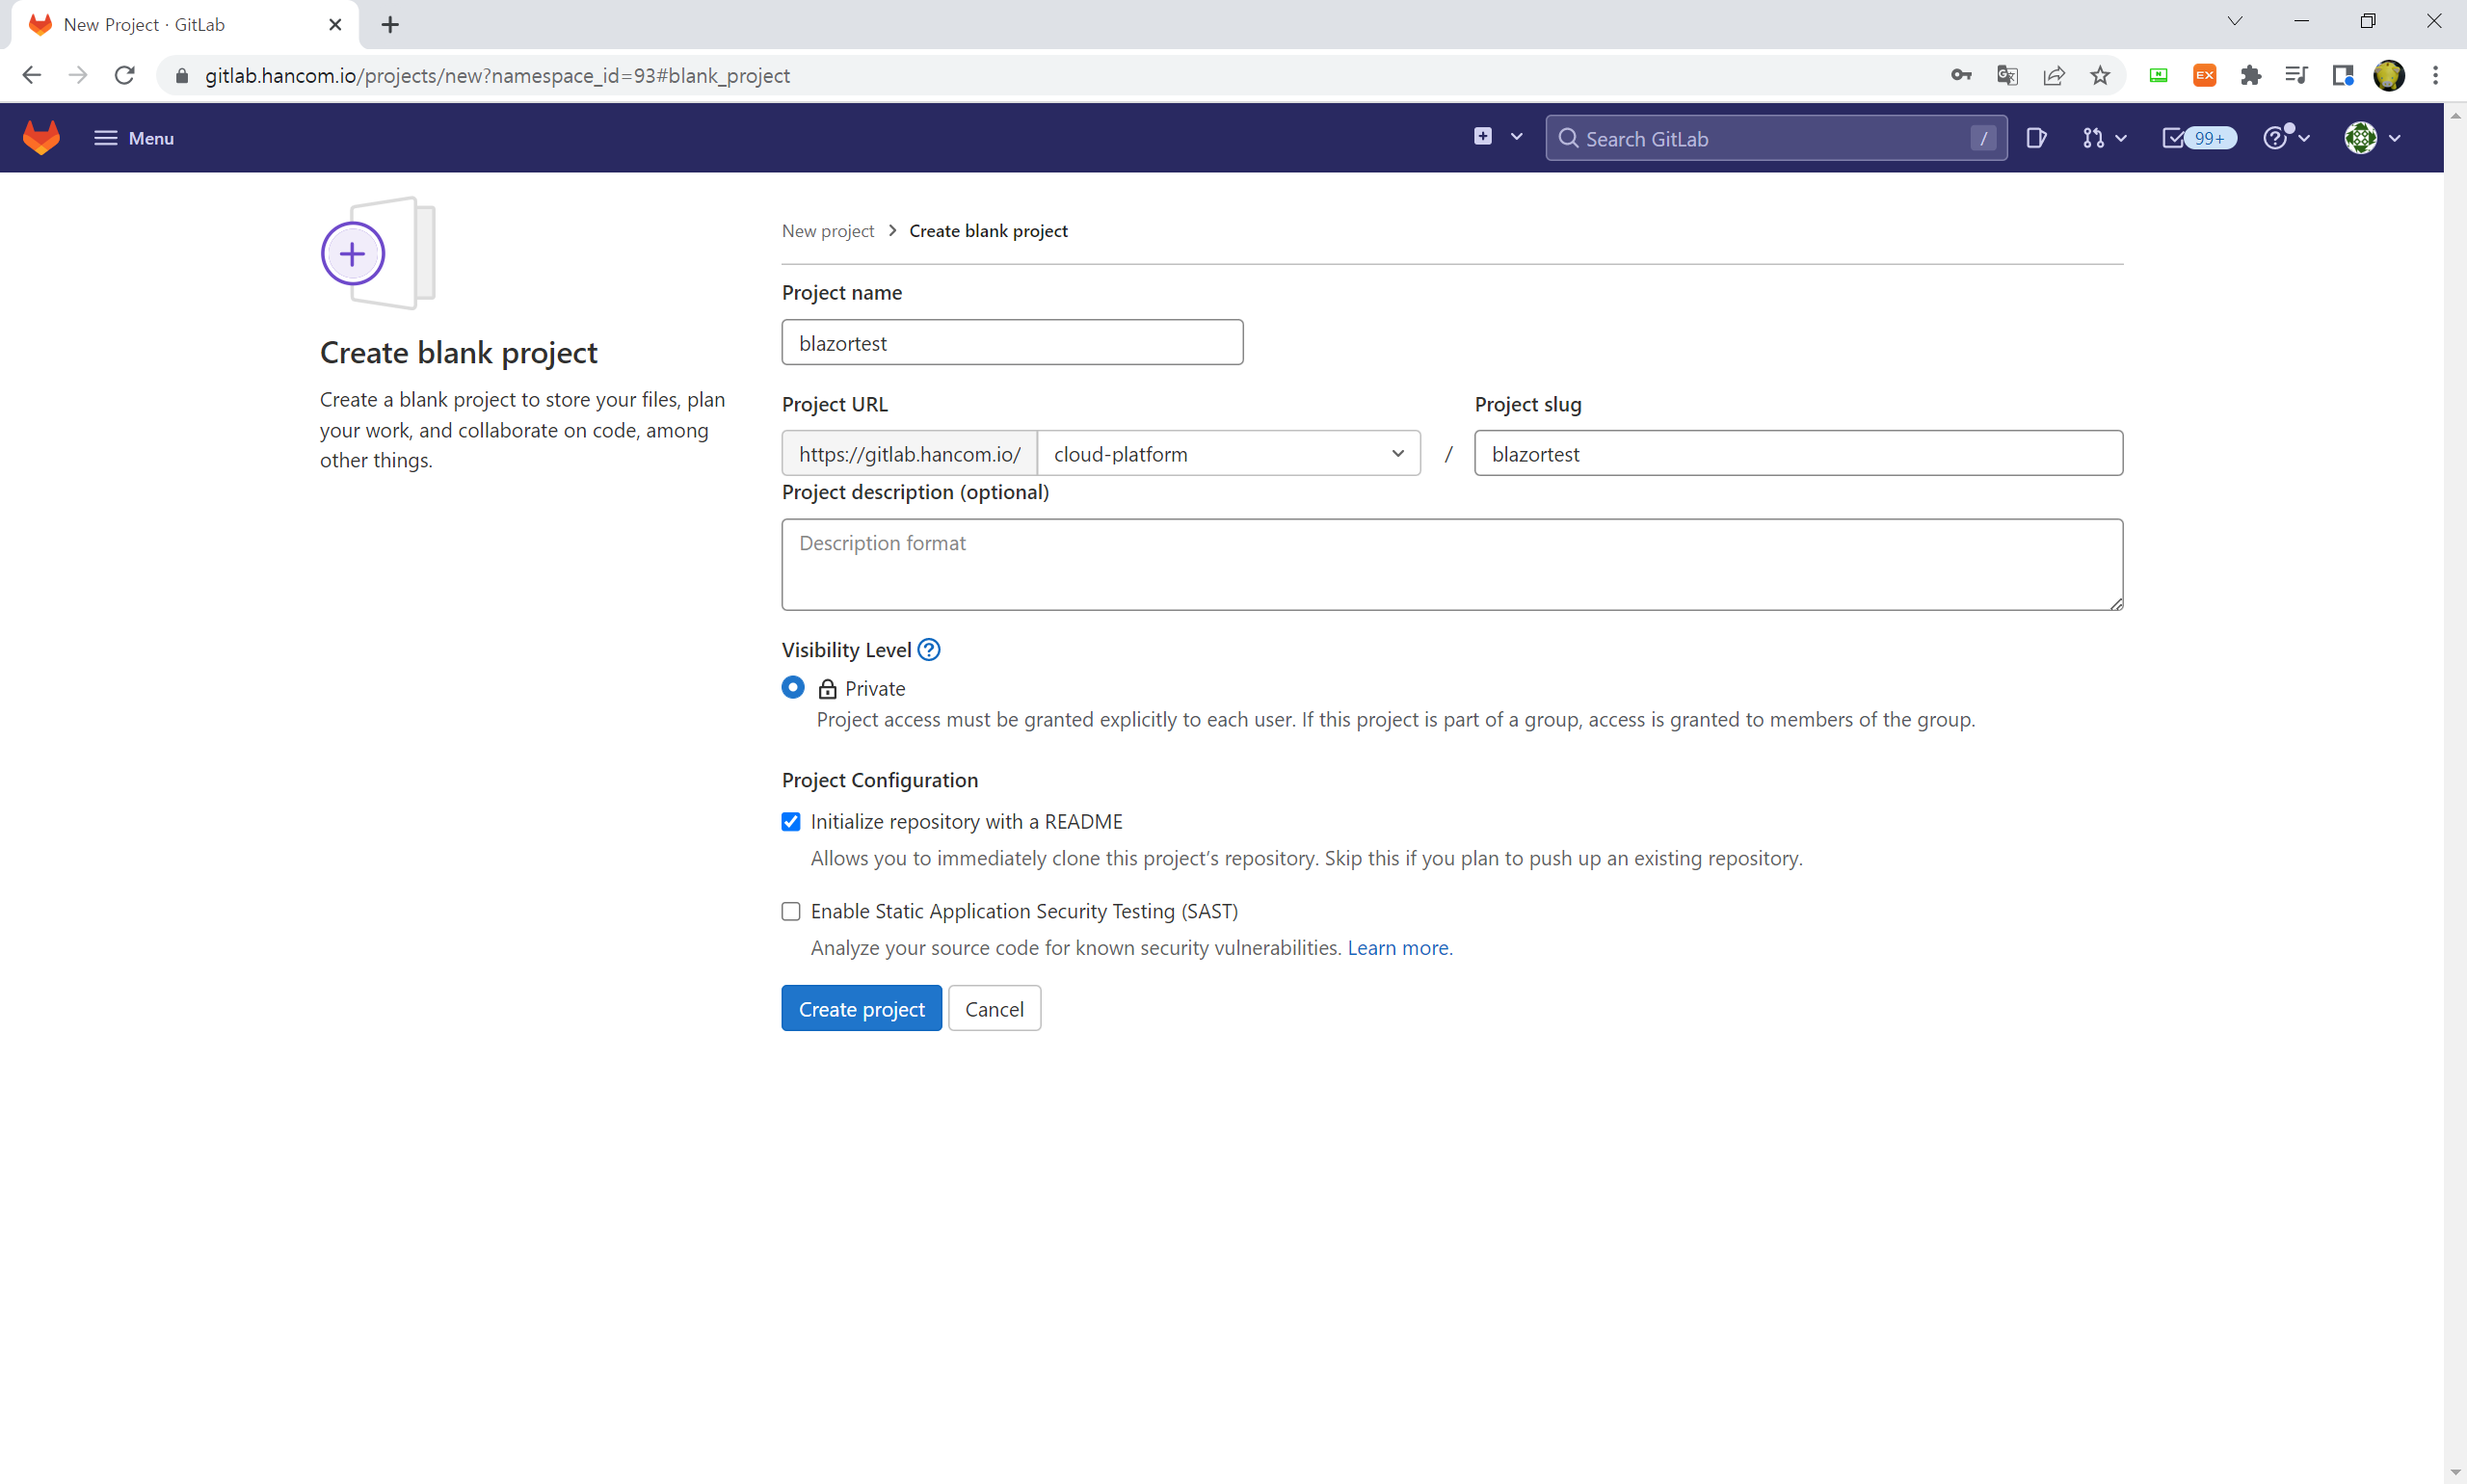 New Project · GitLab
gitlab.hancom.io/projects/new?namespace_id=93#blank_project
EX
Menu
Search GitLab
/
99+
New project > Create blank project
Create blank project
Create a blank project to store your files, plan
your work, and collaborate on code, among
other things.
Project name
blazortest
Project URL
Project slug
https://gitlab.hancom.io/
cloud-platform
/
blazortest
Project description (optional)
Description format
Visibility Level
Private
Project access must be granted explicitly to each user. If this project is part of a group, access is granted to members of the group.
Project Configuration
Initialize repository with a README
Allows you to immediately clone this project's repository. Skip this if you plan to push up an existing repository.
Enable Static Application Security Testing (SAST)
Analyze your source code for known security vulnerabilities. Learn more.
Create project
Cancel